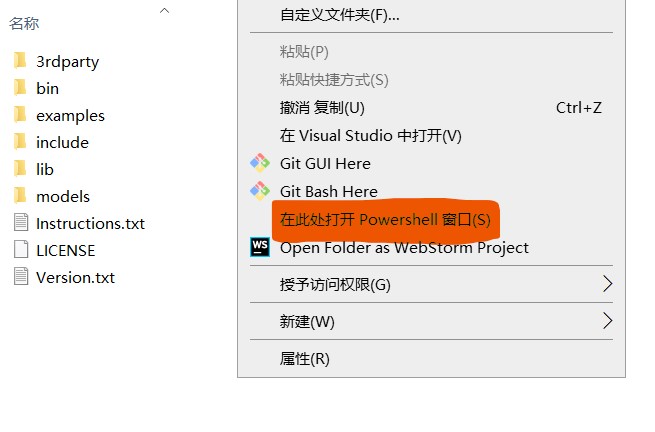 名称
3rdparty
bin
examples
include
lib
models
Instructions.txt
LICENSE
Version.txt
自定义文件夹(F)...
粘贴(P)
粘贴快捷方式(S)
撤消 复制(U) Ctrl+Z
在 Visual Studio 中打开(V)
Git GUI Here
Git Bash Here
在此处打开 Powershell 窗口(S)
WS Open Folder as WebStorm Project
授予访问权限(G)
新建(W)
属性(R)